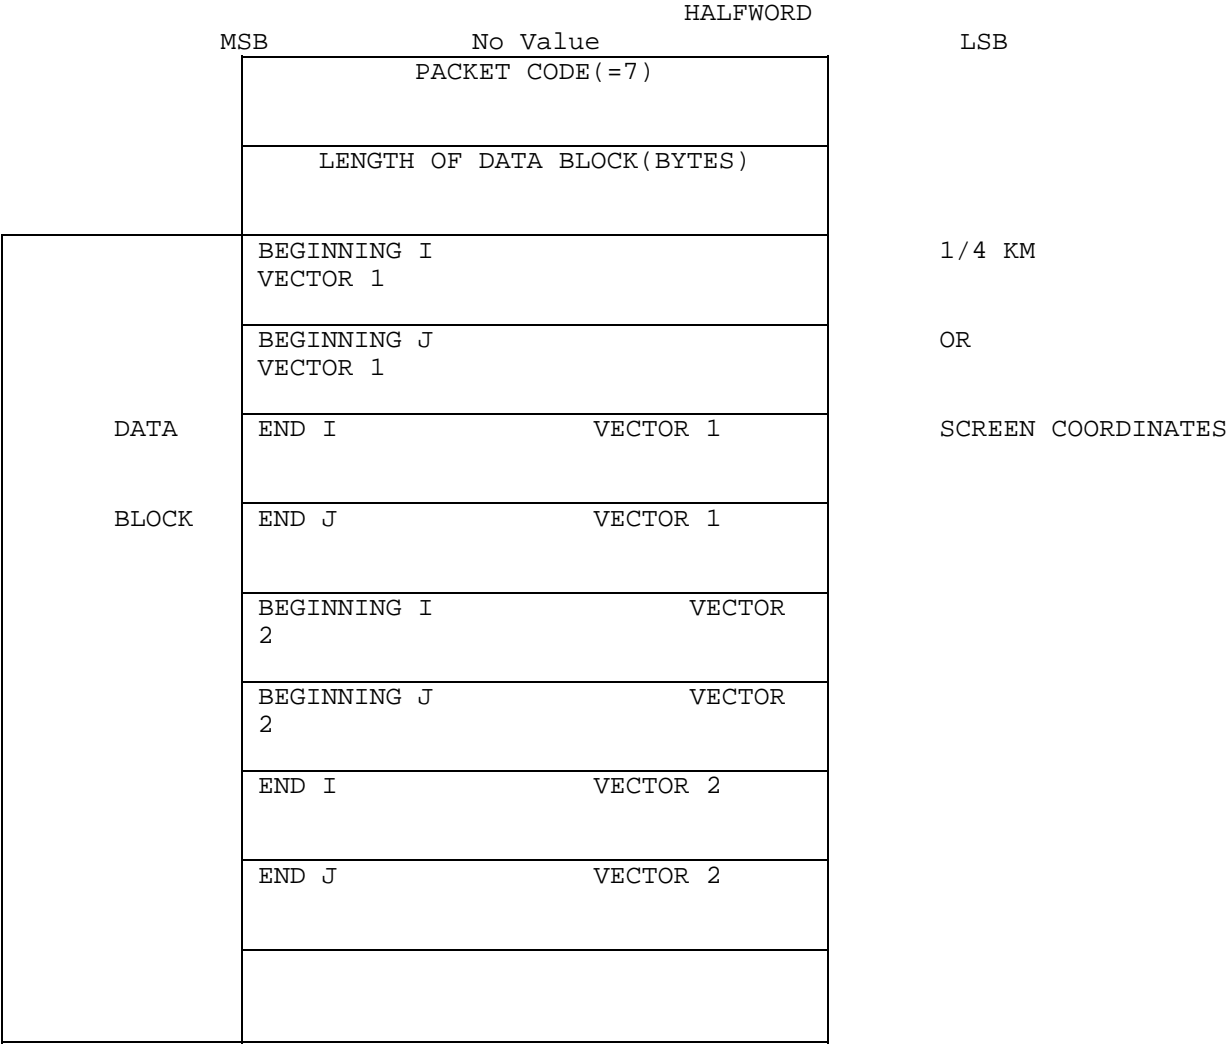 HALFWORD
MSB No Value LSB
PACKET CODE(=7)
LENGTH OF DATA BLOCK(BYTES)
BEGINNING I 1/4 KM
VECTOR 1
BEGINNING J OR
VECTOR 1
DATA END I VECTOR 1 SCREEN COORDINATES
BLOCK END J VECTOR 1
BEGINNING I VECTOR
2
BEGINNING J VECTOR
2
END I VECTOR 2
END J VECTOR 2